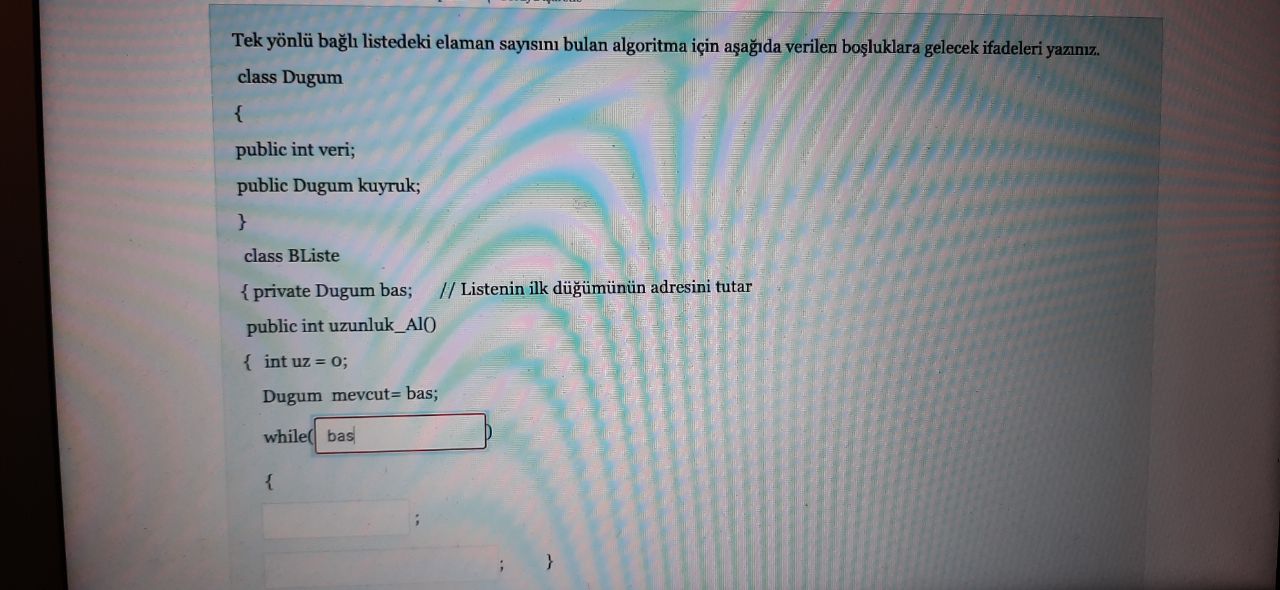 Tek yönlü bağlı listedeki elaman sayısını bulan algoritma için aşağıda verilen boşluklara gelecek ifadeleri yazınız.
class Dugum
{
public int veri;
public Dugum kuyruk;
}
class BListe
{ private Dugum bas; // Listenin ilk düğümünün adresini tutar
public int uzunluk_Al()
{ int uz = 0;
Dugum mevcut= bas;
while( bas )
{
;
; }